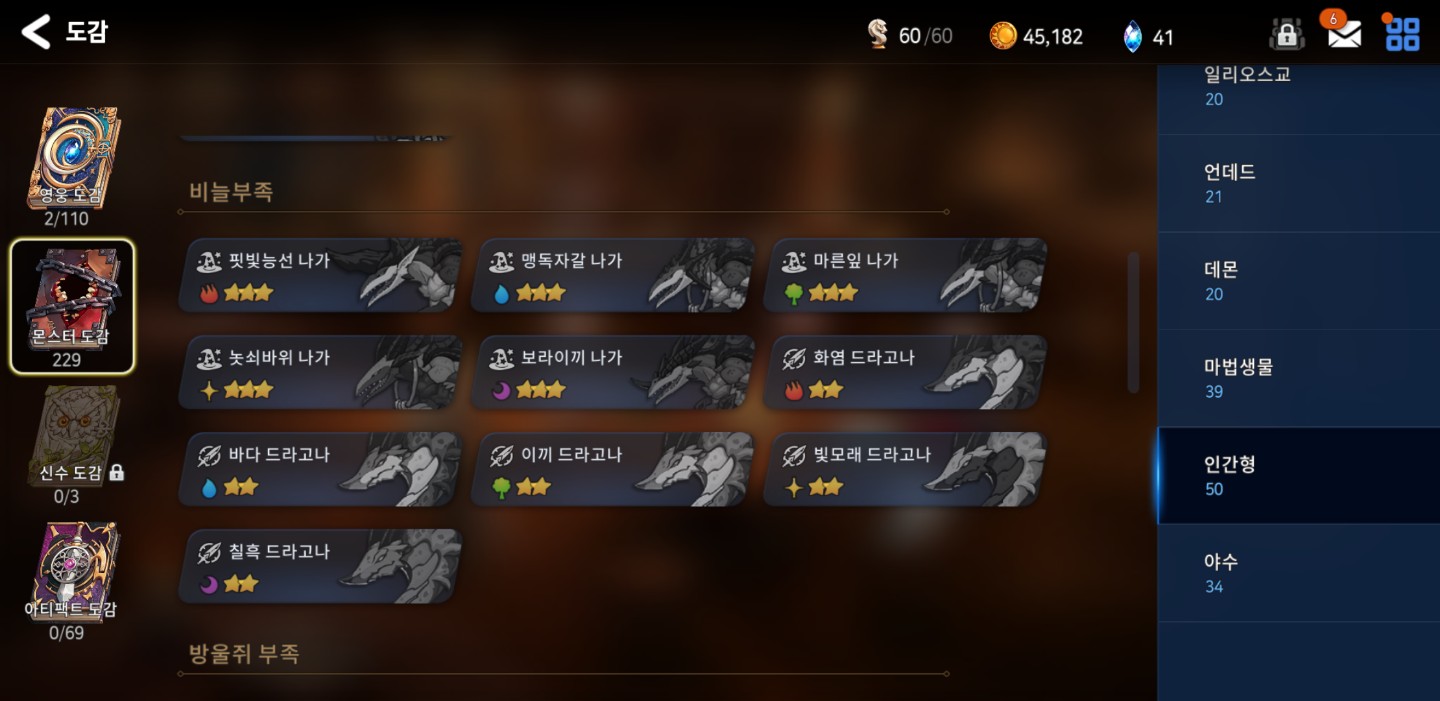 도감
60/60
45,182
41
6
영웅 도감
2/110
몬스터 도감
229
신수 도감
0/3
아티팩트 도감
0/69
비늘부족
핏빛능선 나가
맹독자갈 나가
마른잎 나가
놋쇠바위 나가
보라이끼 나가
화염 드라고나
바다 드라고나
이끼 드라고나
빛모래 드라고나
칠흑 드라고나
방울쥐 부족
일리오스교
20
언데드
21
데몬
20
마법생물
39
인간형
50
야수
34